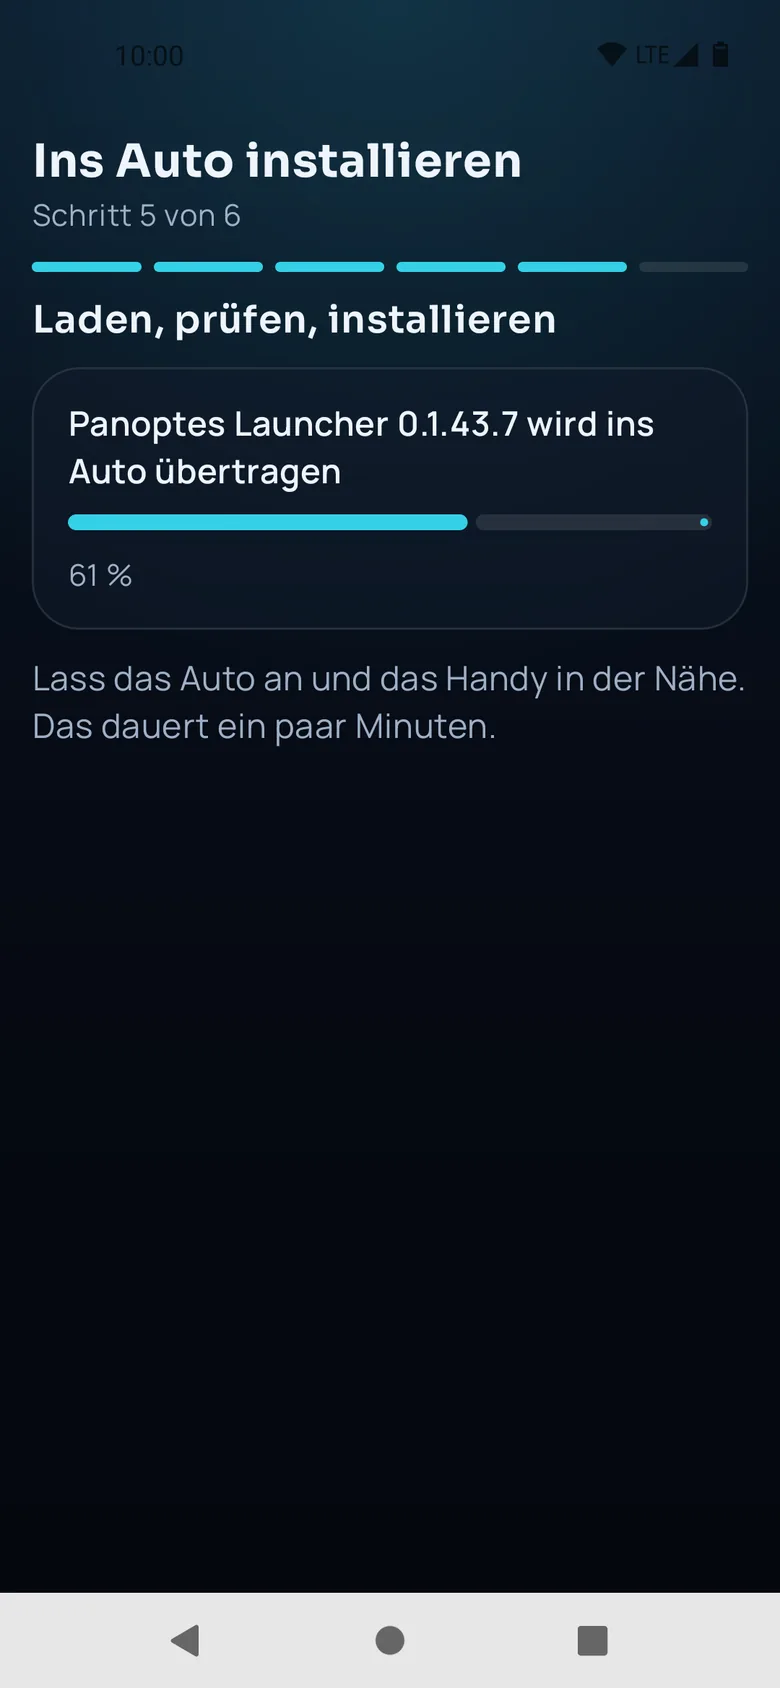 10:00
LTE
Ins Auto installieren
Schritt 5 von 6
Laden, prüfen, installieren
Panoptes Launcher 0.1.43.7 wird ins
Auto übertragen
61 %
Lass das Auto an und das Handy in der Nähe.
Das dauert ein paar Minuten.